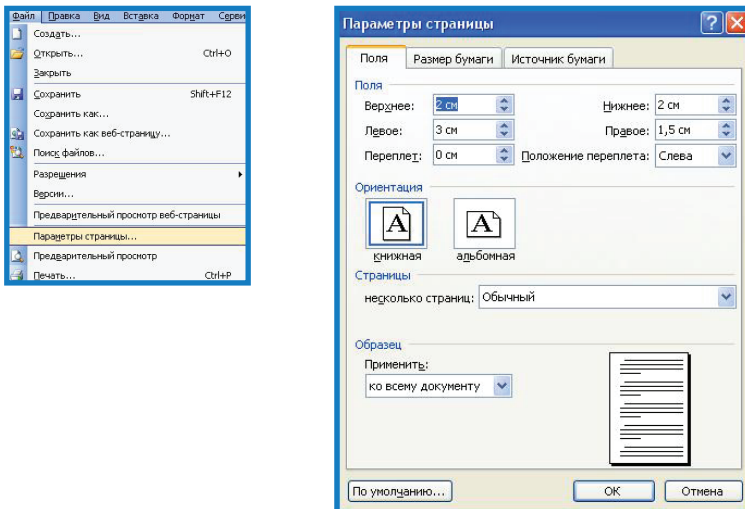 Файл Правка Вид Вставка Формат Серви
Создать...
Открыть... Ctrl+O
Закрыть
Сохранить Shift+F12
Сохранить как...
Сохранить как веб-страницу...
Поиск файлов...
Разрешения
Версии...
Предварительный просмотр веб-страницы
Параметры страницы...
Предварительный просмотр
Печать... Ctrl+P
Параметры страницы
Поля Размер бумаги Источник бумаги
Поля
Верхнее: 2 см Нижнее: 2 см
Левое: 3 см Правое: 1,5 см
Переплет: 0 см Положение переплета: Слева
Ориентация
A A
книжная альбомная
Страницы
несколько страниц: Обычный
Образец
Применить:
ко всему документу
По умолчанию... ОК Отмена